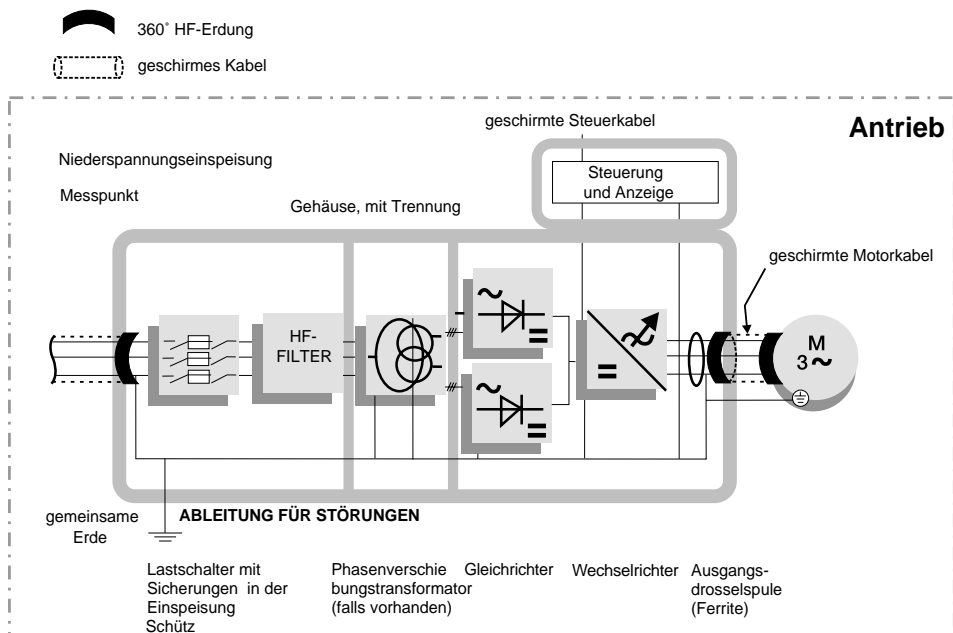 360˚ HF-Erdung
geschirmes Kabel
geschirmte Steuerkabel
Antrieb
Niederspannungseinspeisung
Messpunkt
Steuerung
und Anzeige
Gehäuse, mit Trennung
geschirmte Motorkabel
HF-
FILTER
M
3~
gemeinsame
Erde
ABLEITUNG FÜR STÖRUNGEN
Lastschalter mit
Sicherungen in der
Einspeisung
Schütz
Phasenverschie
bungstransformator
(falls vorhanden)
Gleichrichter
Wechselrichter
Ausgangs-
drosselspule
(Ferrite)